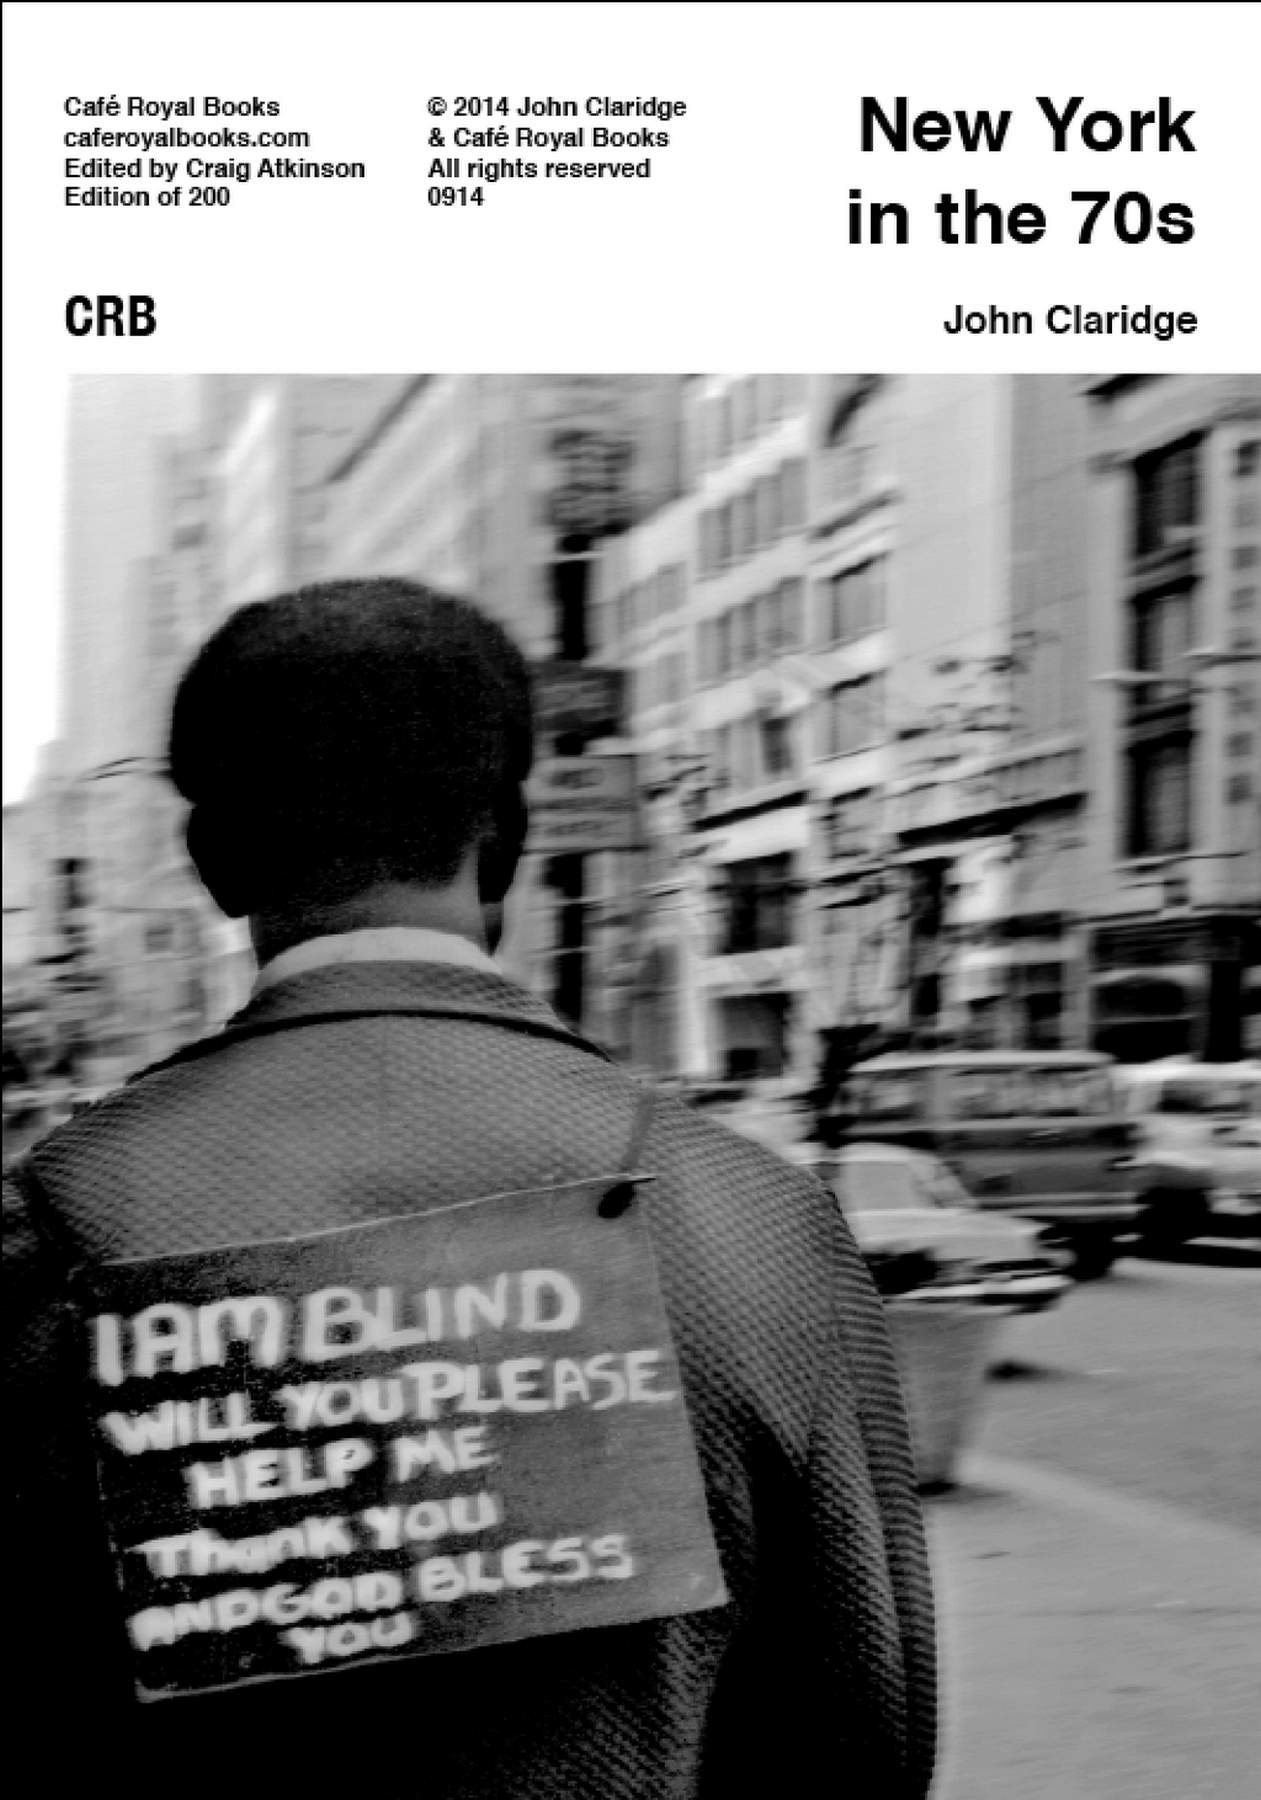 Café Royal Books
caferoyalbooks.com
Edited by Craig Atkinson
Edition of 200
© 2014 John Claridge
& Café Royal Books
All rights reserved
0914
New York
in the 70s
CRB
John Claridge
I AM BLIND
WILL YOU PLEASE
HELP ME
Thank YOU
ANDGOD BLESS
YOU